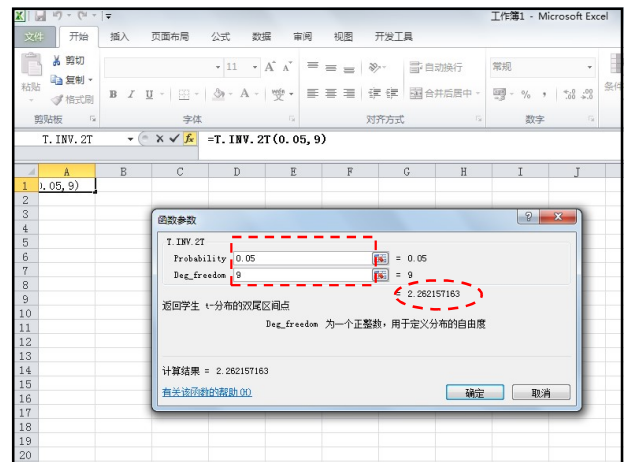 工作簿1 - Microsoft Excel
文件 开始 插入 页面布局 公式 数据 审阅 视图 开发工具
剪切 11 A A 自动换行 常规
粘贴 复制 条件
格式刷 B I U A 合并后居中 % ,
剪贴板 字体 对齐方式 数字
T.INV.2T fx =T.INV.2T(0.05,9)
A B C D E F G H I J
1 ).05,9)
2
3
4
5
6
7
8
9
10
11
12
13
14
15
16
17
18
19
20
函数参数
T.INV.2T
Probability 0.05 = 0.05
Deg_freedom 9 = 9
= 2.262157163
返回学生 t-分布的双尾区间点
Deg_freedom 为一个正整数，用于定义分布的自由度
计算结果 = 2.262157163
有关该函数的帮助(H) 确定 取消